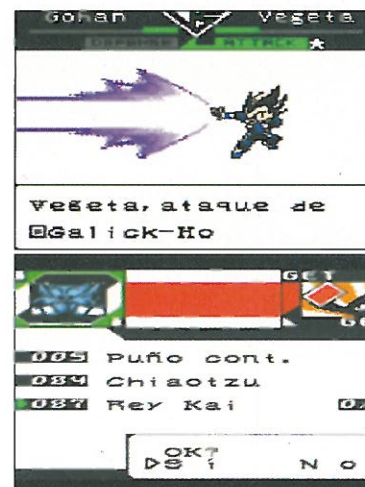 Gohan Vegeta
DEFENSE ATTACK
Vegeta, ataque de
Galick-Ho
GET
005 Puño cont.
084 Chiaotzu
087 Rey Kai
OK?
Si No